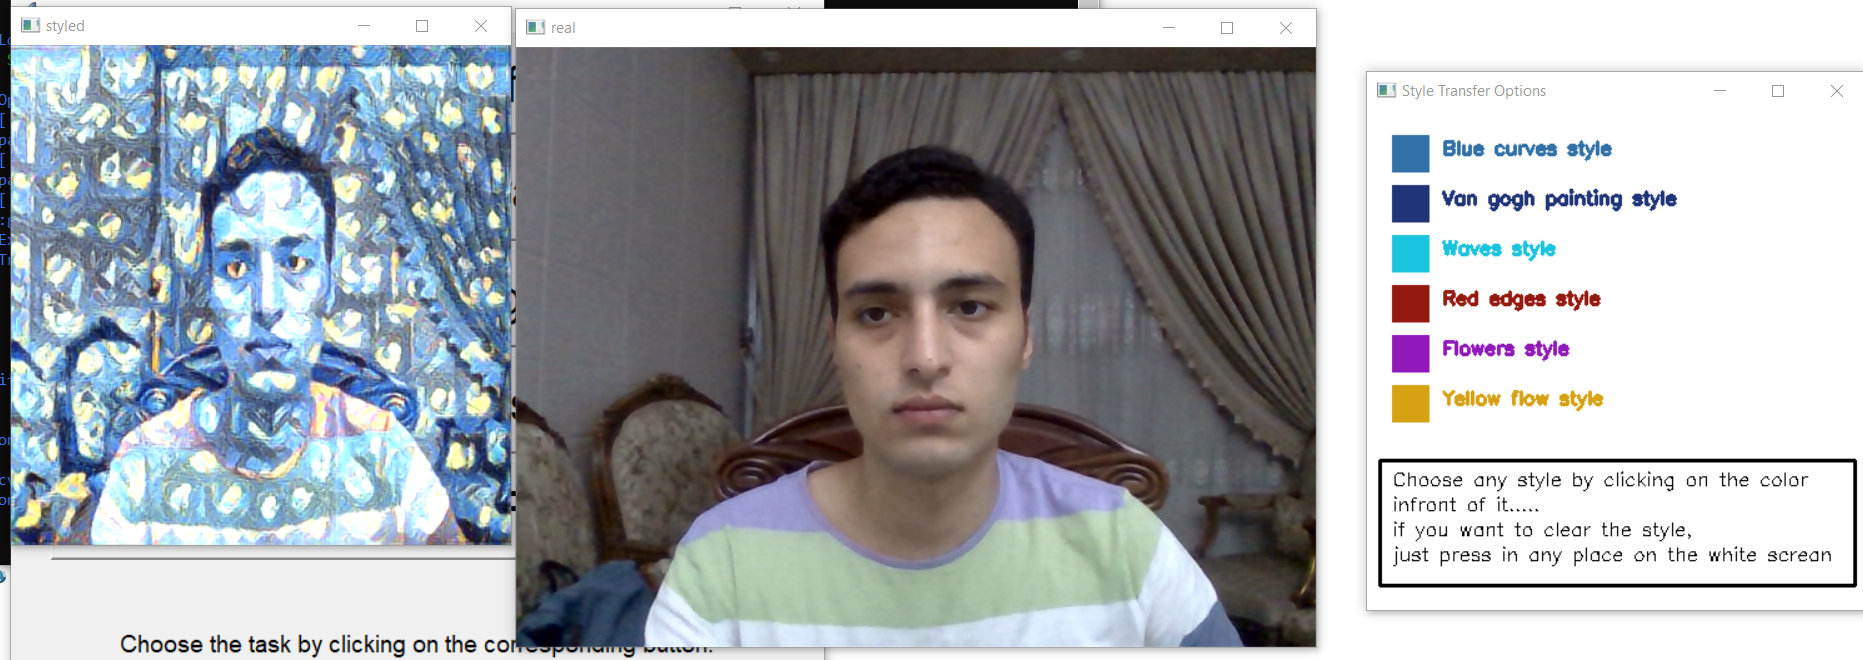 styled
real
Style Transfer Options
Blue curves style
Van gogh painting style
Waves style
Red edges style
Flowers style
Yellow flow style
Choose any style by clicking on the color
infront of it.....
if you want to clear the style,
just press in any place on the white screan
Choose the task by clicking on the corresponding button.